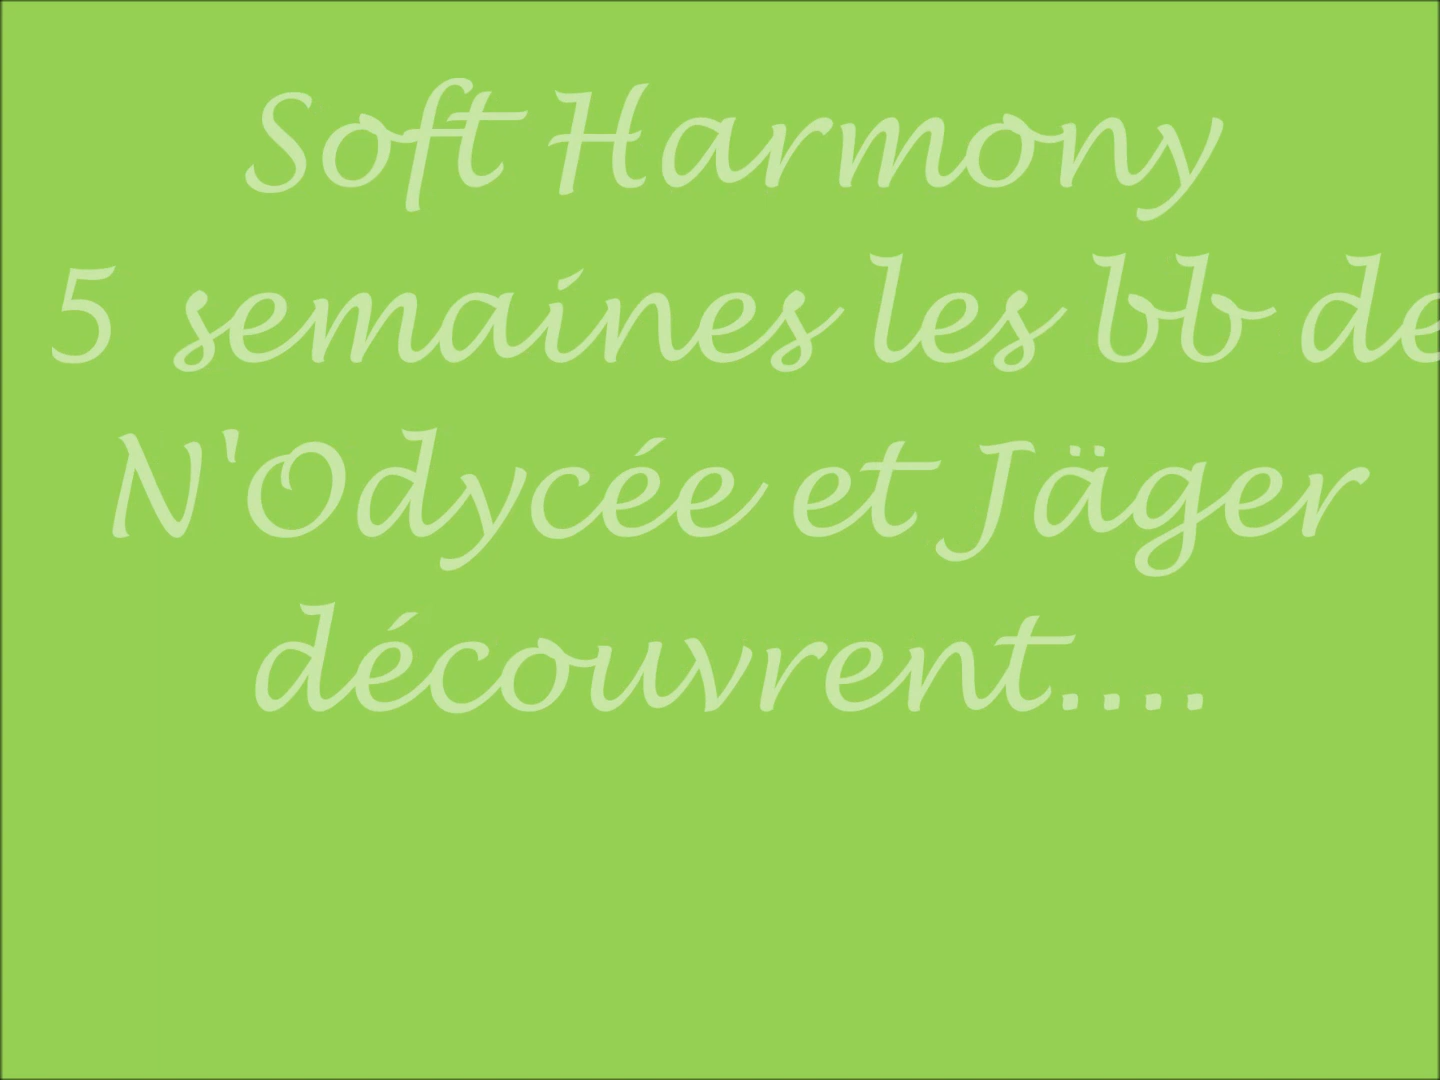 Soft Harmony
5 semaines les bb de
N'Odycée et Jäger
découvrent....